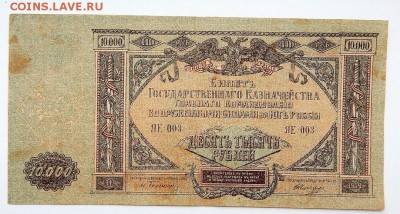 COINS.LAVE.RU
10.000 10.000
Билетъ
Государственнаго Казначейства
Главнаго Командованія
Вооруженными Силами на Югѣ Россіи
ЯЕ 003 ЯЕ 003
Десять тысячъ
рублей
10.000